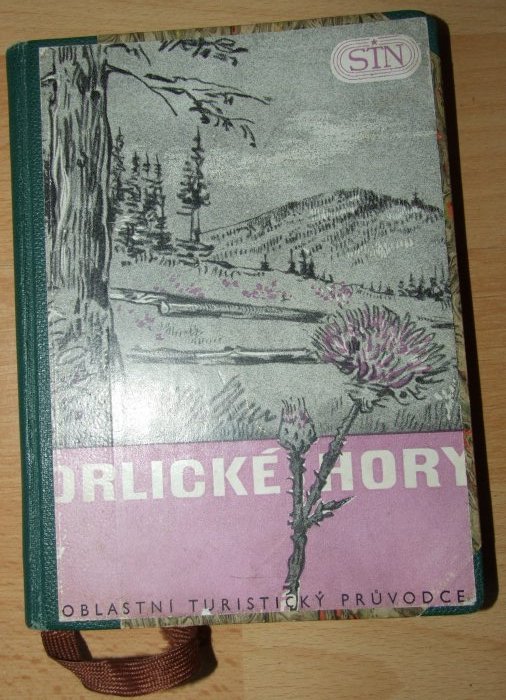 STN
ORLICKÉ HORY
OBLASTNÍ TURISTICKÝ PRŮVODCE